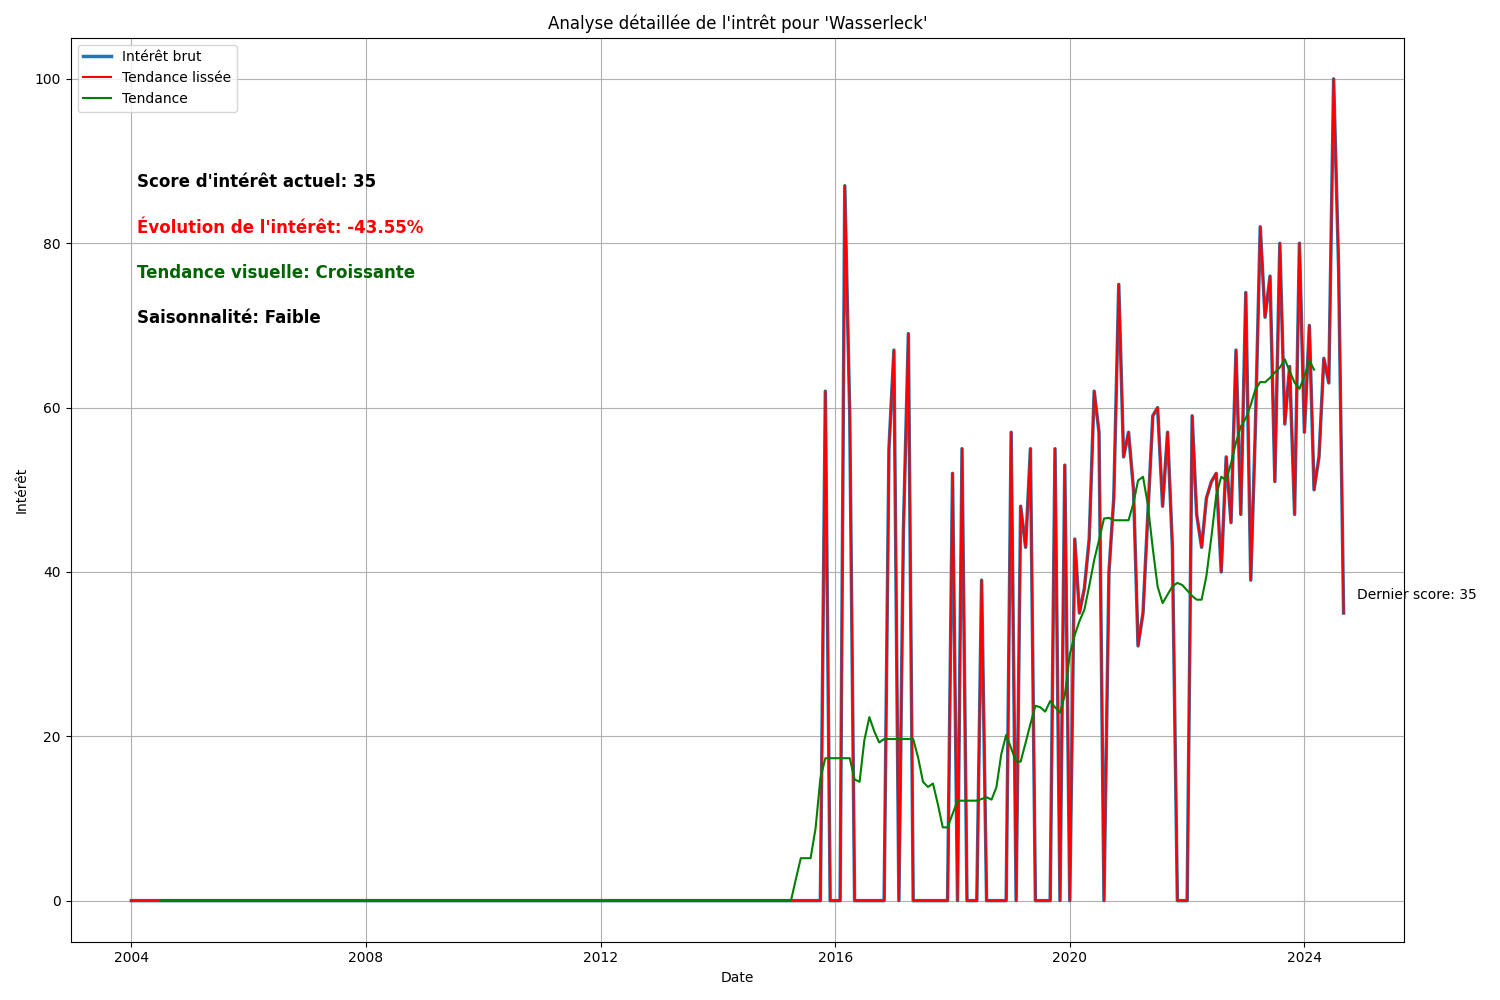 Analyse détaillée de l'intrêt pour 'Wasserleck'
Intérêt brut
Tendance lissée
Tendance
Score d'intérêt actuel: 35
Évolution de l'intérêt: -43.55%
Tendance visuelle: Croissante
Saisonnalité: Faible
Dernier score: 35
Intérêt
100
80
60
40
20
0
2004
2008
2012
2016
2020
2024
Date